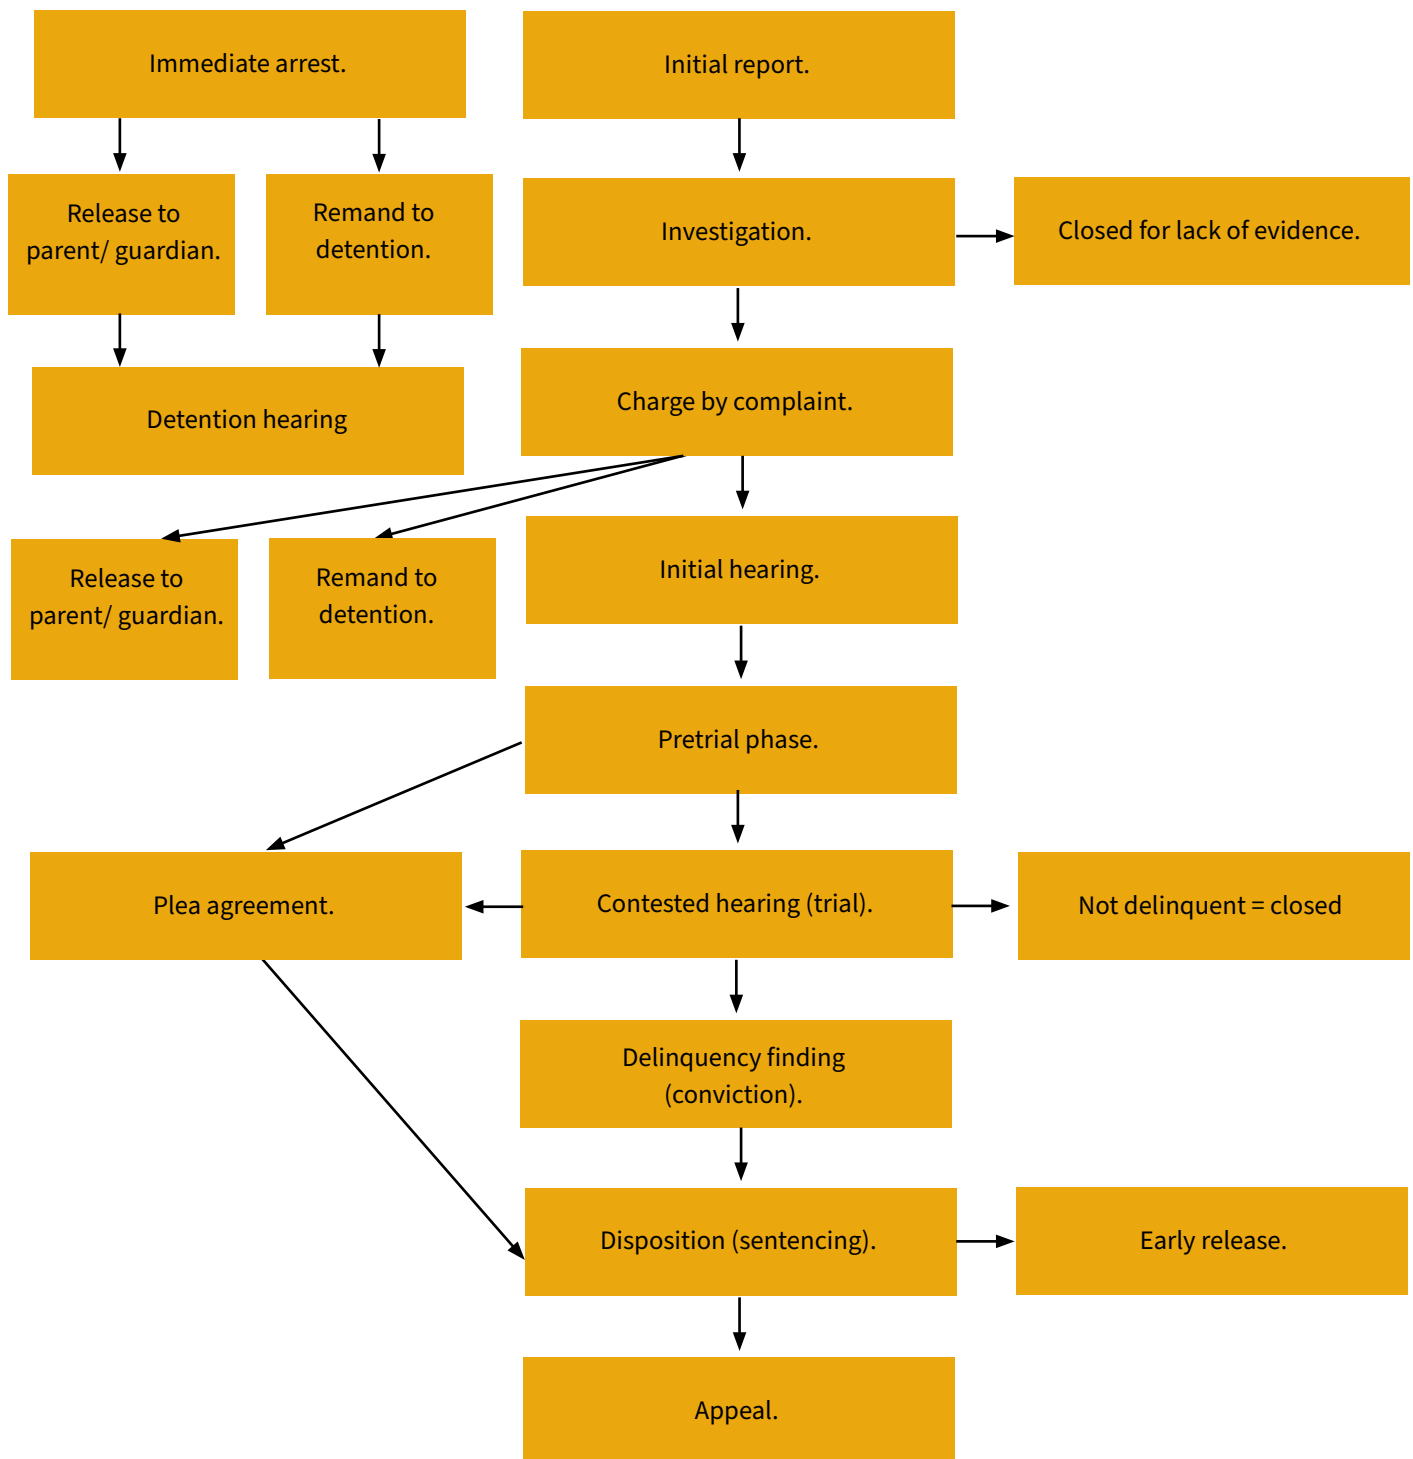 Immediate arrest.
Initial report.
Release to
parent/ guardian.
Remand to
detention.
Investigation.
Closed for lack of evidence.
Detention hearing
Charge by complaint.
Release to
parent/ guardian.
Remand to
detention.
Initial hearing.
Pretrial phase.
Plea agreement.
Contested hearing (trial).
Not delinquent = closed
Delinquency finding
(conviction).
Disposition (sentencing).
Early release.
Appeal.